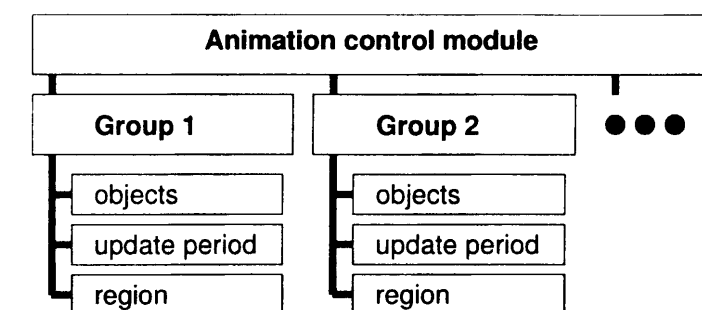 Animation control module
Group 1
Group 2
●●●
objects
objects
update period
update period
region
region